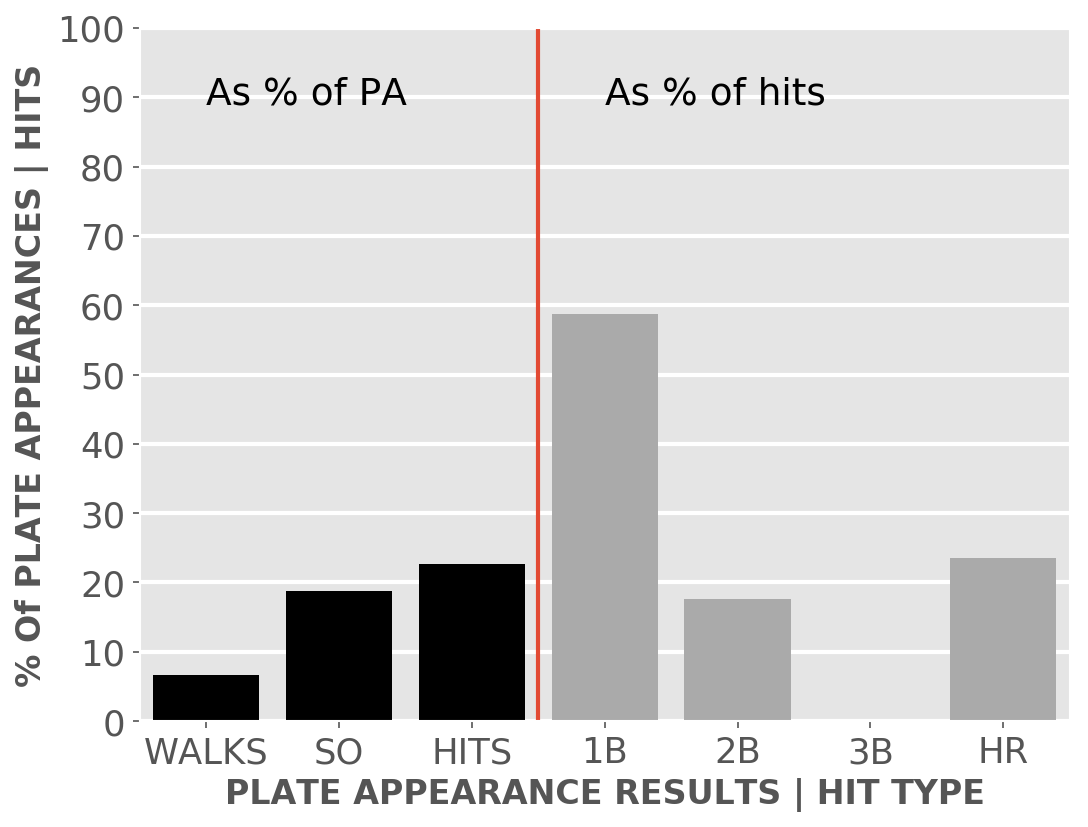 % Of PLATE APPEARANCES | HITS
100
90
80
70
60
50
40
30
20
10
0
As % of PA
As % of hits
WALKS SO HITS 1B 2B 3B HR
PLATE APPEARANCE RESULTS | HIT TYPE